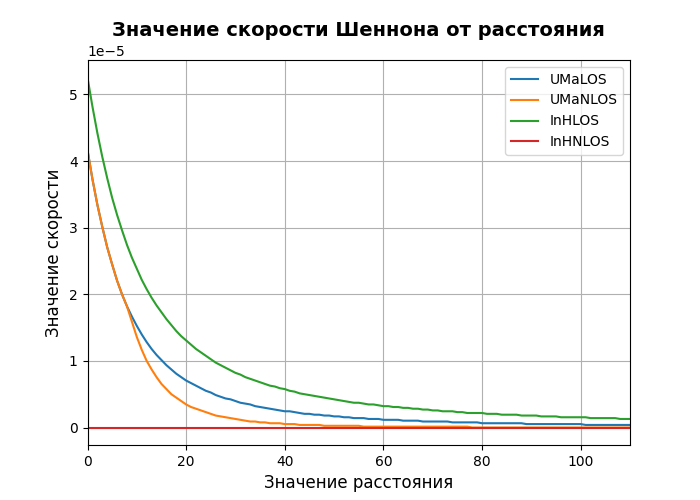 Значение скорости Шеннона от расстояния
1e−5
UMaLOS
UMaNLOS
InHLOS
InHNLOS
5
4
3
2
1
0
Значение скорости
0 20 40 60 80 100
Значение расстояния